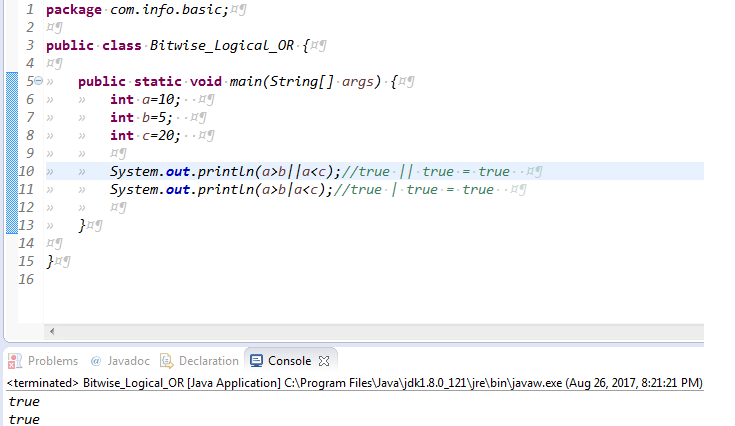 1 package com.info.basic;¤¶
2 ¤¶
3 public class Bitwise_Logical_OR {¤¶
4 ¤¶
5 » public·static·void·main(String[]·args)·{¤¶
6 » » int·a=10;··¤¶
7 » » int·b=5;··¤¶
8 » » int·c=20;··¤¶
9 » » ¤¶
10 » » System.out.println(a>b||a<c);//true·||·true·=·true··¤¶
11 » » System.out.println(a>b|a<c);//true·|·true·=·true··¤¶
12 » » ¤¶
13 » }¤¶
14 ¤¶
15 }¤¶
16
Problems @ Javadoc Declaration Console
<terminated> Bitwise_Logical_OR [Java Application] C:\Program Files\Java\jdk1.8.0_121\jre\bin\javaw.exe (Aug 26, 2017, 8:21:21 PM)
true
true